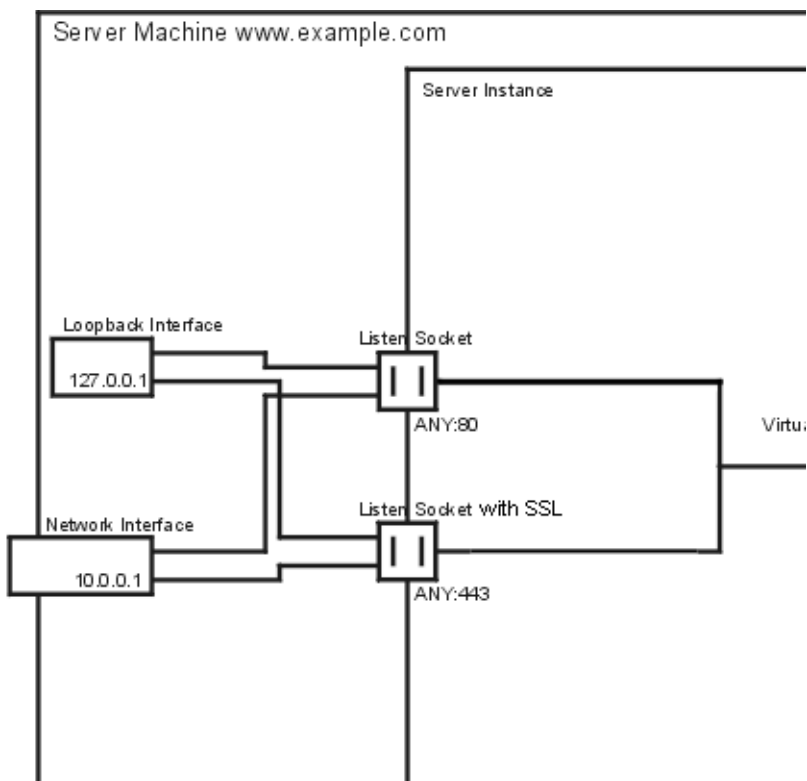 Server Machine www.example.com
Server Instance
Loopback Interface
127.0.0.1
Listen Socket
ANY:80
Virtua
Listen Socket with SSL
Network Interface
10.0.0.1
ANY:443